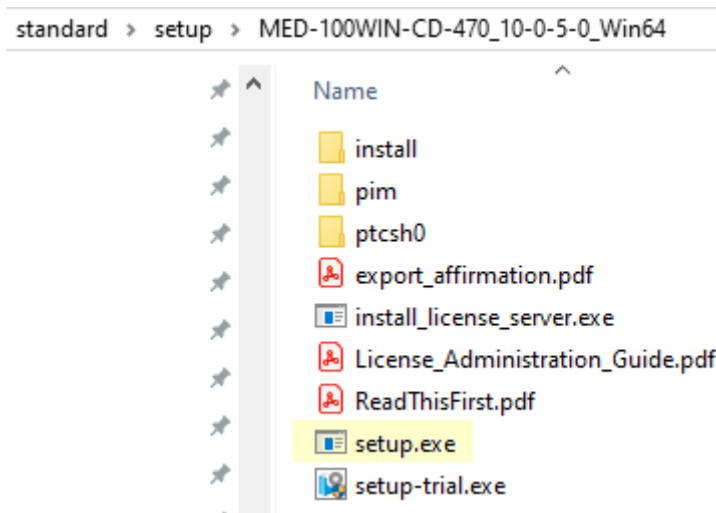 standard > setup > MED-100WIN-CD-470_10-0-5-0_Win64
Name
install
pim
ptcsh0
export_affirmation.pdf
install_license_server.exe
License_Administration_Guide.pdf
ReadThisFirst.pdf
setup.exe
setup-trial.exe